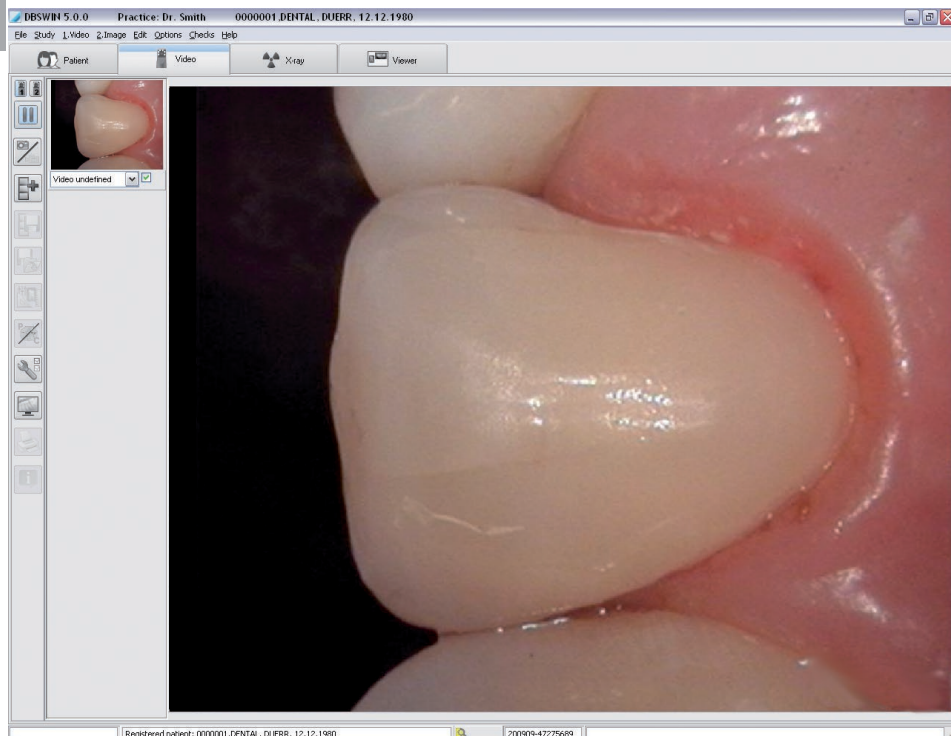 DBSWIN 5.0.0 Practice: Dr. Smith 0000001 ,DENTAL , DUERR, 12.12.1980
File Study 1.Video 2.Image Edit Options Checks Help
Patient Video X-ray Viewer
1 2
Video undefined
Registered patient: 0000001 ,DENTAL , DUERR, 12.12.1980 200909-47275689